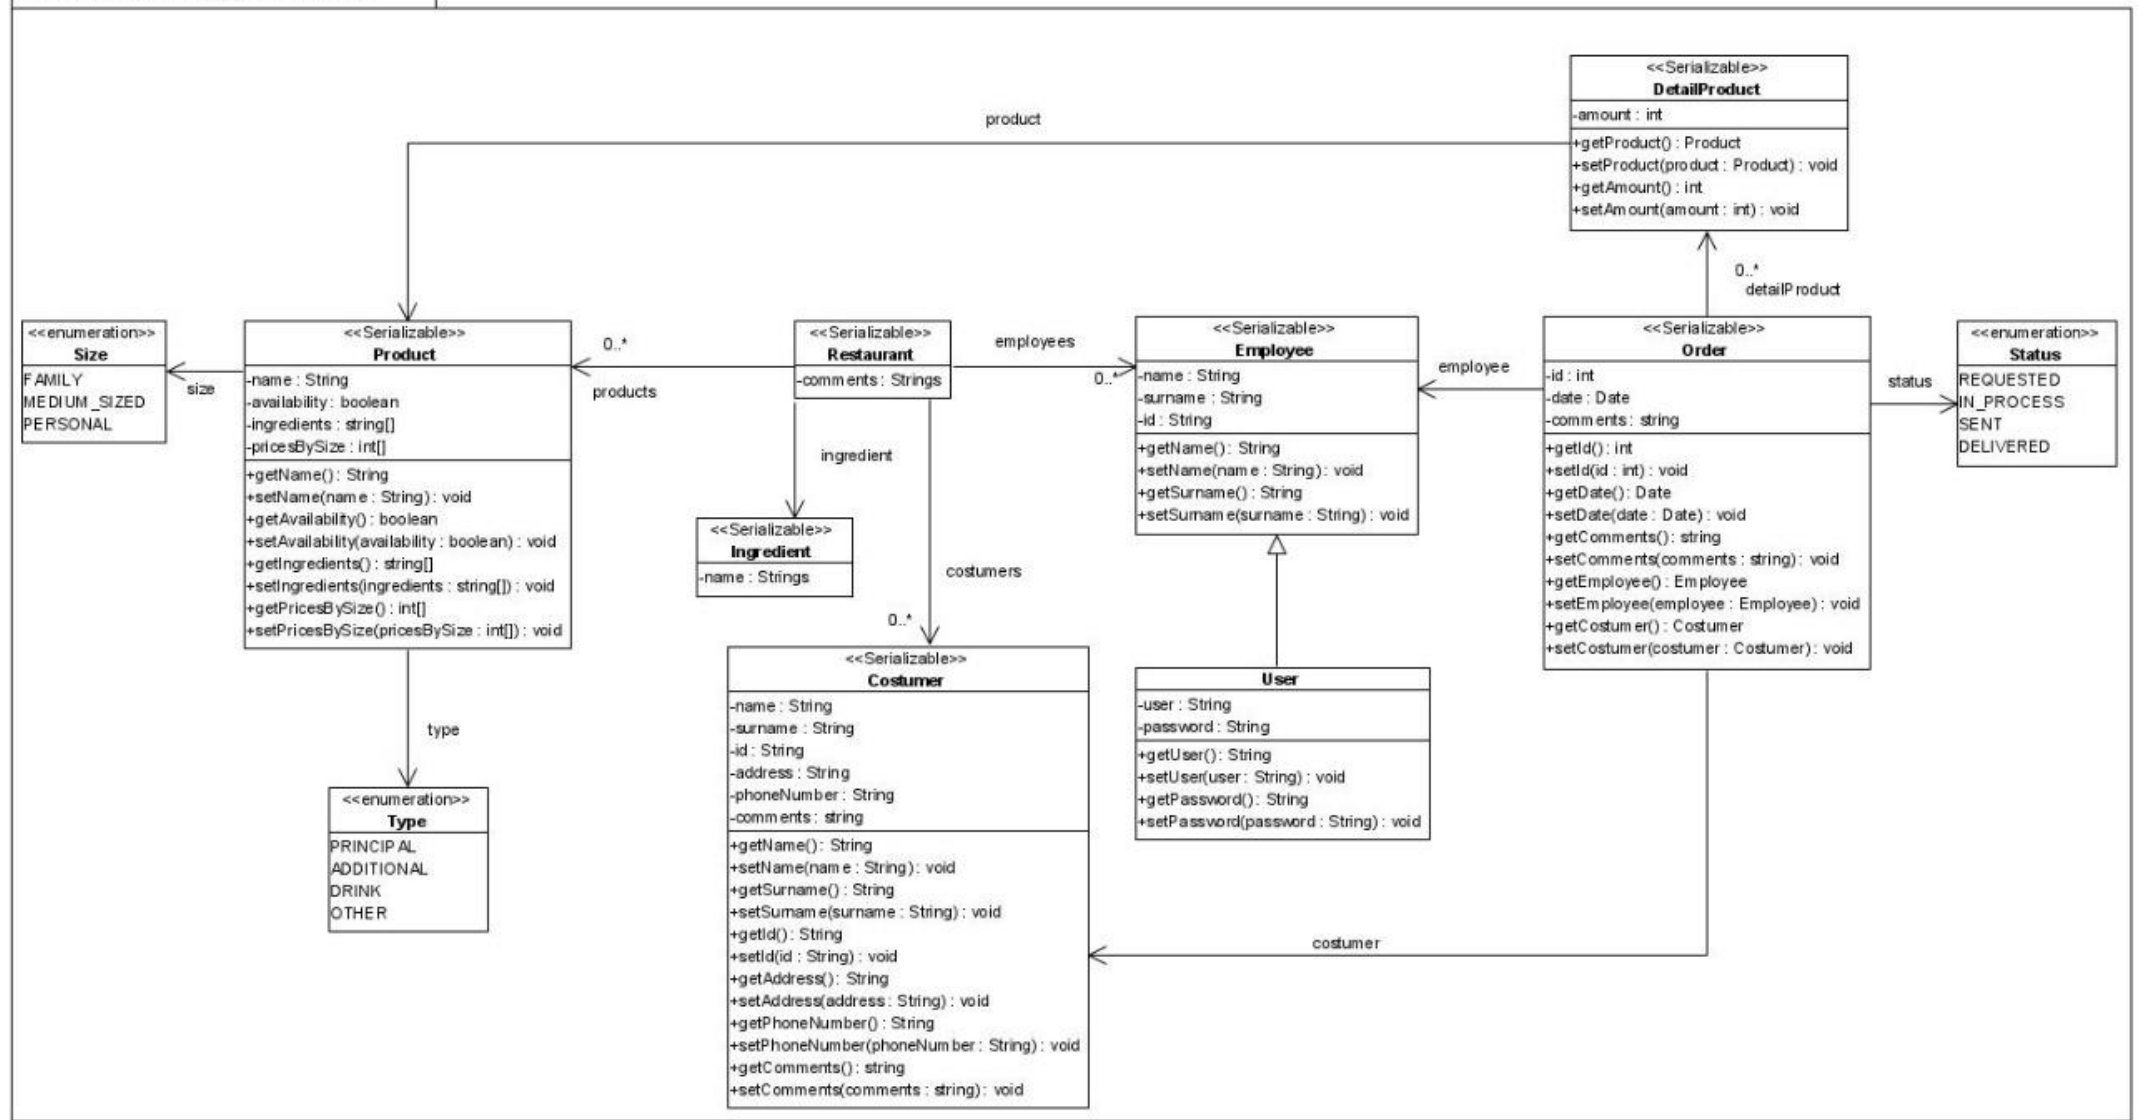 <<Serializable>>
DetailProduct
-amount : int
+getProduct() : Product
+setProduct(product : Product) : void
+getAmount() : int
+setAmount(amount : int) : void
product
0..*
detailProduct
<<enumeration>>
Size
FAMILY
MEDIUM_SIZED
PERSONAL
size
<<Serializable>>
Product
-name : String
-availability : boolean
-ingredients : string[]
-pricesBySize : int[]
+getName() : String
+setName(name : String) : void
+getAvailability() : boolean
+setAvailability(availability : boolean) : void
+getIngredients() : string[]
+setIngredients(ingredients : string[]) : void
+getPricesBySize() : int[]
+setPricesBySize(pricesBySize : int[]) : void
0..*
products
<<Serializable>>
Restaurant
-comments : Strings
employees
0..*
<<Serializable>>
Employee
-name : String
-surname : String
-id : String
+getName() : String
+setName(name : String) : void
+getSurname() : String
+setSurname(surname : String) : void
employee
<<Serializable>>
Order
-id : int
-date : Date
-comments : string
+getId() : int
+setId(id : int) : void
+getDate() : Date
+setDate(date : Date) : void
+getComments() : string
+setComments(comments : string) : void
+getEmployee() : Employee
+setEmployee(employee : Employee) : void
+getCostumer() : Costumer
+setCostumer(costumer : Costumer) : void
status
<<enumeration>>
Status
REQUESTED
IN_PROCESS
SENT
DELIVERED
ingredient
<<Serializable>>
Ingredient
-name : Strings
costumers
0..*
<<Serializable>>
Costumer
-name : String
-surname : String
-id : String
-address : String
-phoneNumber : String
-comments : string
+getName() : String
+setName(name : String) : void
+getSurname() : String
+setSurname(surname : String) : void
+getId() : String
+setId(id : String) : void
+getAddress() : String
+setAddress(address : String) : void
+getPhoneNumber() : String
+setPhoneNumber(phoneNumber : String) : void
+getComments() : string
+setComments(comments : string) : void
User
-user : String
-password : String
+getUser() : String
+setUser(user : String) : void
+getPassword() : String
+setPassword(password : String) : void
type
<<enumeration>>
Type
PRINCIPAL
ADDITIONAL
DRINK
OTHER
costumer